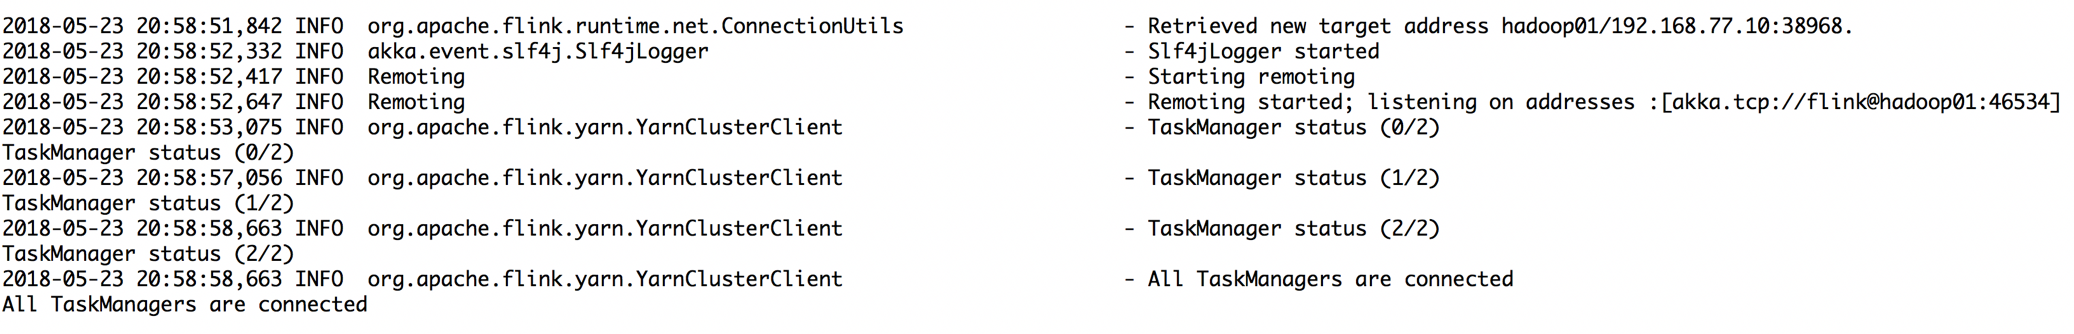 2018-05-23 20:58:51,842 INFO  org.apache.flink.runtime.net.ConnectionUtils                  - Retrieved new target address hadoop01/192.168.77.10:38968.
2018-05-23 20:58:52,332 INFO  akka.event.slf4j.Slf4jLogger                                  - Slf4jLogger started
2018-05-23 20:58:52,417 INFO  Remoting                                                      - Starting remoting
2018-05-23 20:58:52,647 INFO  Remoting                                                      - Remoting started; listening on addresses :[akka.tcp://flink@hadoop01:46534]
2018-05-23 20:58:53,075 INFO  org.apache.flink.yarn.YarnClusterClient                       - TaskManager status (0/2)
TaskManager status (0/2)
2018-05-23 20:58:57,056 INFO  org.apache.flink.yarn.YarnClusterClient                       - TaskManager status (1/2)
TaskManager status (1/2)
2018-05-23 20:58:58,663 INFO  org.apache.flink.yarn.YarnClusterClient                       - TaskManager status (2/2)
TaskManager status (2/2)
2018-05-23 20:58:58,663 INFO  org.apache.flink.yarn.YarnClusterClient                       - All TaskManagers are connected
All TaskManagers are connected